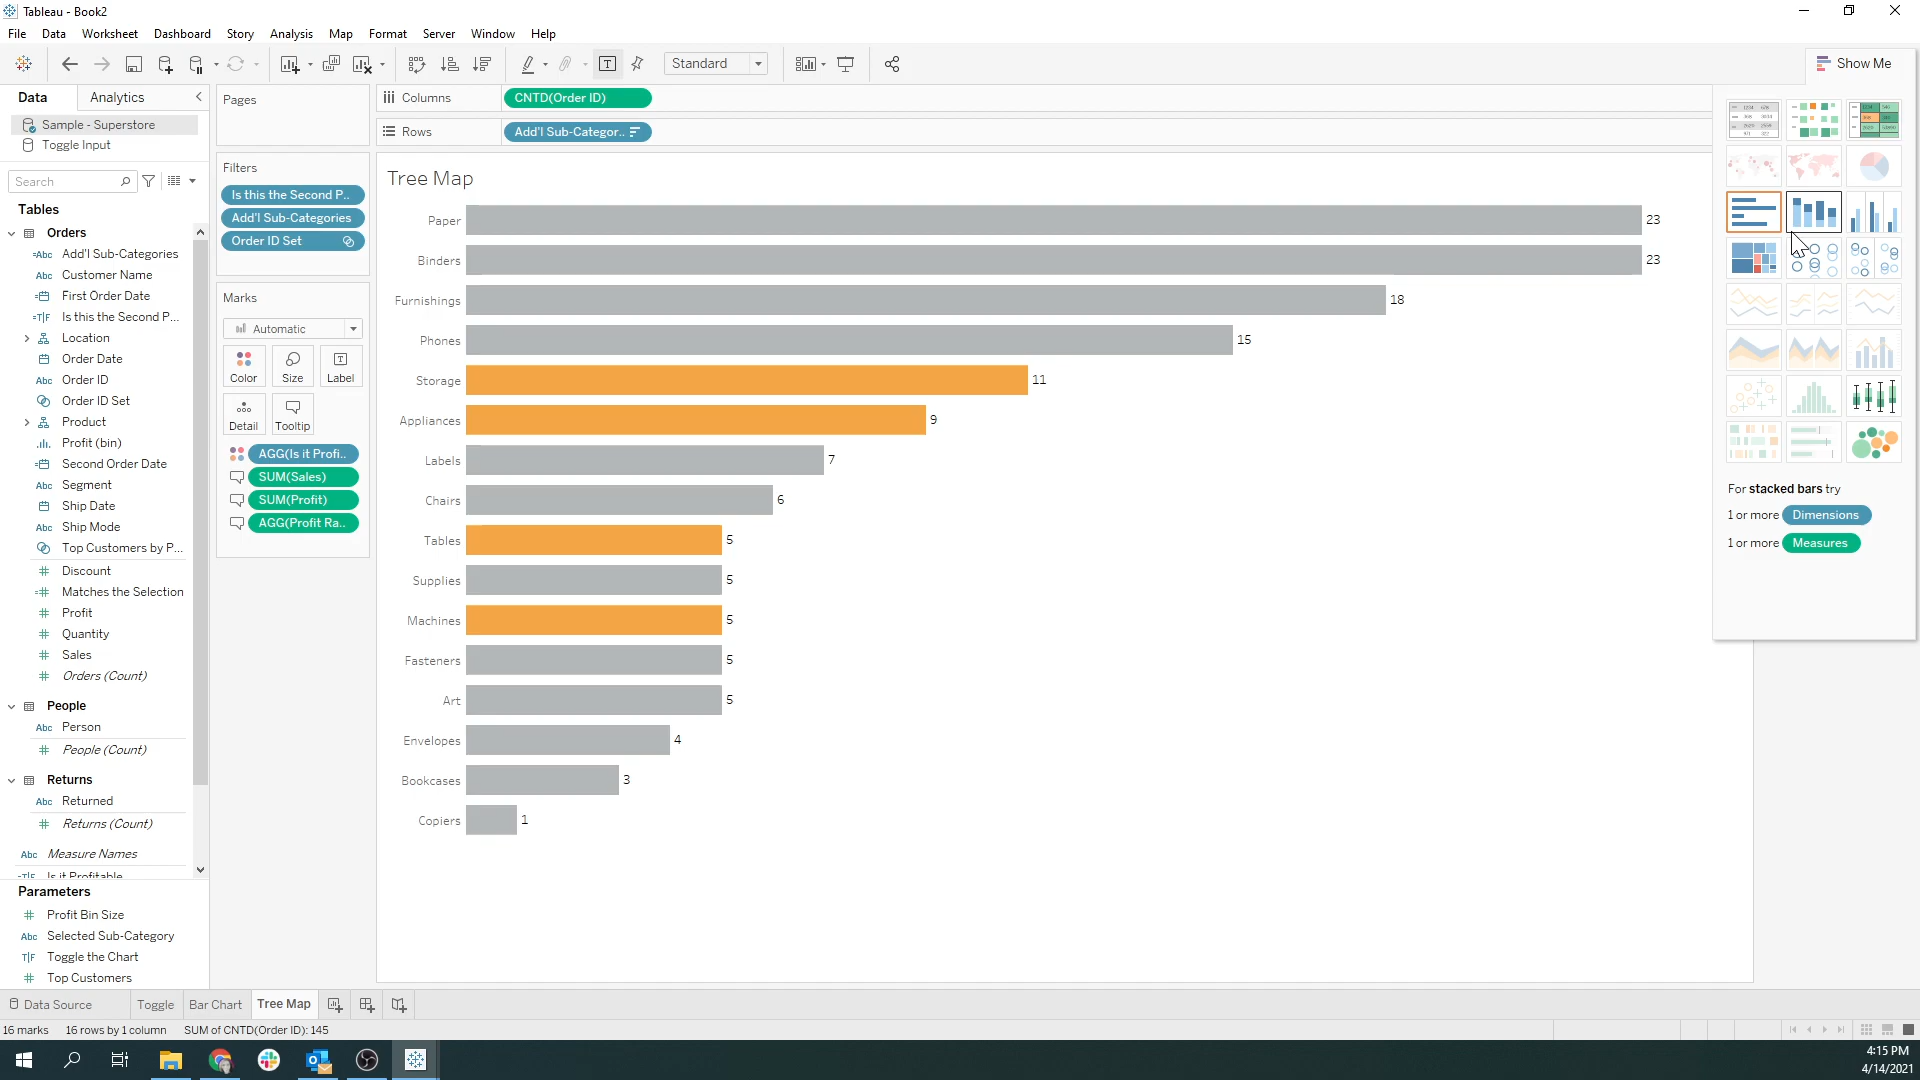 Tableau - Book2
File Data Worksheet Dashboard Story Analysis Map Format Server Window Help
Standard
Show Me
Data Analytics
Sample - Superstore
Toggle Input
Search
Tables
Orders
Abc Add'l Sub-Categories
Abc Customer Name
First Order Date
T|F Is this the Second P...
Location
Order Date
Abc Order ID
Order ID Set
Product
Profit (bin)
Second Order Date
Abc Segment
Ship Date
Abc Ship Mode
Top Customers by P...
Discount
Matches the Selection
Profit
Quantity
Sales
Orders (Count)
People
Abc Person
People (Count)
Returns
Abc Returned
Returns (Count)
Abc Measure Names
T|F Is it Profitable
Parameters
Profit Bin Size
Abc Selected Sub-Category
T|F Toggle the Chart
Top Customers
Pages
Filters
Is this the Second P..
Add'l Sub-Categories
Order ID Set
Marks
Automatic
Color Size Label
Detail Tooltip
AGG(Is it Profi..
SUM(Sales)
SUM(Profit)
AGG(Profit Ra..
Columns CNTD(Order ID)
Rows Add'l Sub-Categor..
Tree Map
Paper 23
Binders 23
Furnishings 18
Phones 15
Storage 11
Appliances 9
Labels 7
Chairs 6
Tables 5
Supplies 5
Machines 5
Fasteners 5
Art 5
Envelopes 4
Bookcases 3
Copiers 1
For stacked bars try
1 or more Dimensions
1 or more Measures
Data Source Toggle Bar Chart Tree Map
16 marks 16 rows by 1 column SUM of CNTD(Order ID): 145
4:15 PM
4/14/2021